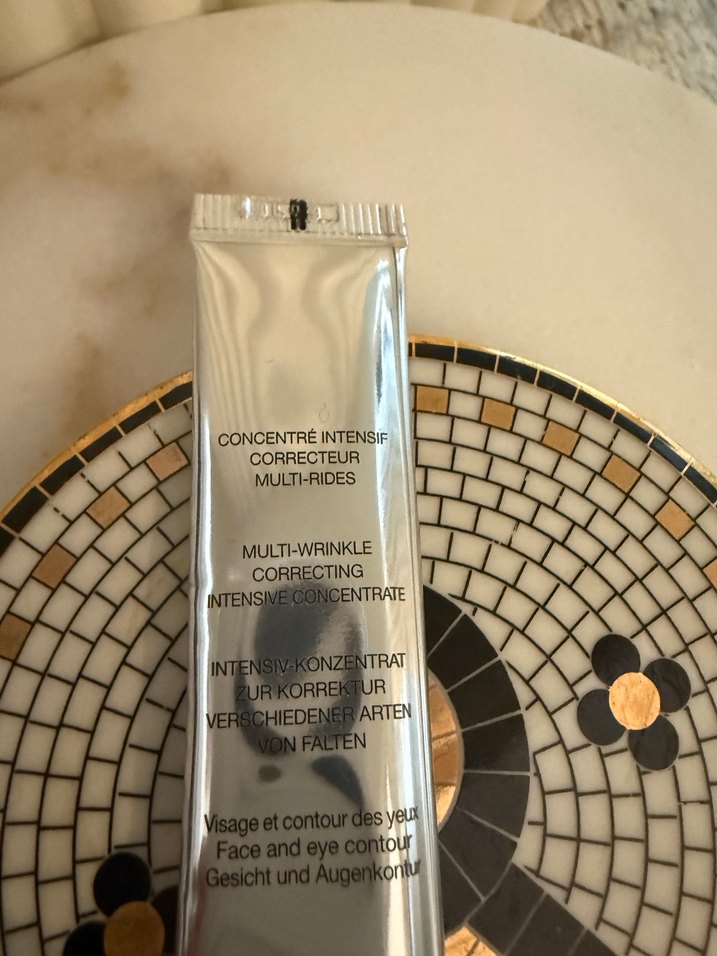 CONCENTRÉ INTENSIF
CORRECTEUR
MULTI-RIDES
MULTI-WRINKLE
CORRECTING
INTENSIVE CONCENTRATE
INTENSIV-KONZENTRAT
ZUR KORREKTUR
VERSCHIEDENER ARTEN
VON FALTEN
Visage et contour des yeux
Face and eye contour
Gesicht und Augenkontur